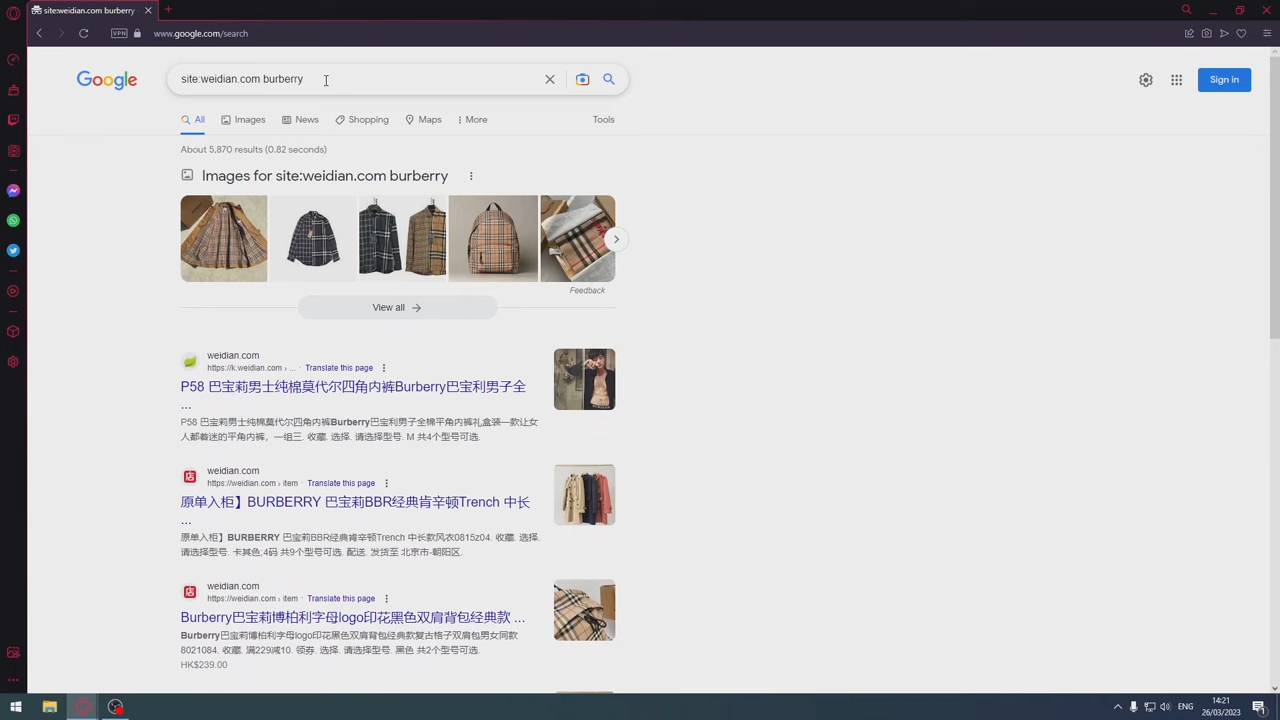 site:weidian.com burberry
VPN www.google.com/search
Google site:weidian.com burberry Sign in
All Images News Shopping Maps More Tools
About 5,870 results (0.82 seconds)
Images for site:weidian.com burberry
Feedback
View all
weidian.com
https://k.weidian.com › ... · Translate this page
P58 巴宝莉男士纯棉莫代尔四角内裤Burberry巴宝利男子全
...
P58 巴宝莉男士纯棉莫代尔四角内裤Burberry巴宝利男子全棉平角内裤礼盒装一款让女
人都着迷的平角内裤，一组三. 收藏. 选择. 请选择型号. M 共4个型号可选.
weidian.com
https://weidian.com › item · Translate this page
原单入柜】BURBERRY 巴宝莉BBR经典肯辛顿Trench 中长
...
原单入柜】BURBERRY 巴宝莉BBR经典肯辛顿Trench 中长款风衣0815z04. 收藏. 选择.
请选择型号. 卡其色;4码 共9个型号可选. 配送. 发货至 北京市-朝阳区.
weidian.com
https://weidian.com › item · Translate this page
Burberry巴宝莉博柏利字母logo印花黑色双肩背包经典款 ...
Burberry巴宝莉博柏利字母logo印花黑色双肩背包经典款复古格子双肩包男女同款
8021084. 收藏. 满229减10. 领券. 选择. 请选择型号. 黑色 共2个型号可选.
HK$239.00
ENG 14:21
26/03/2023